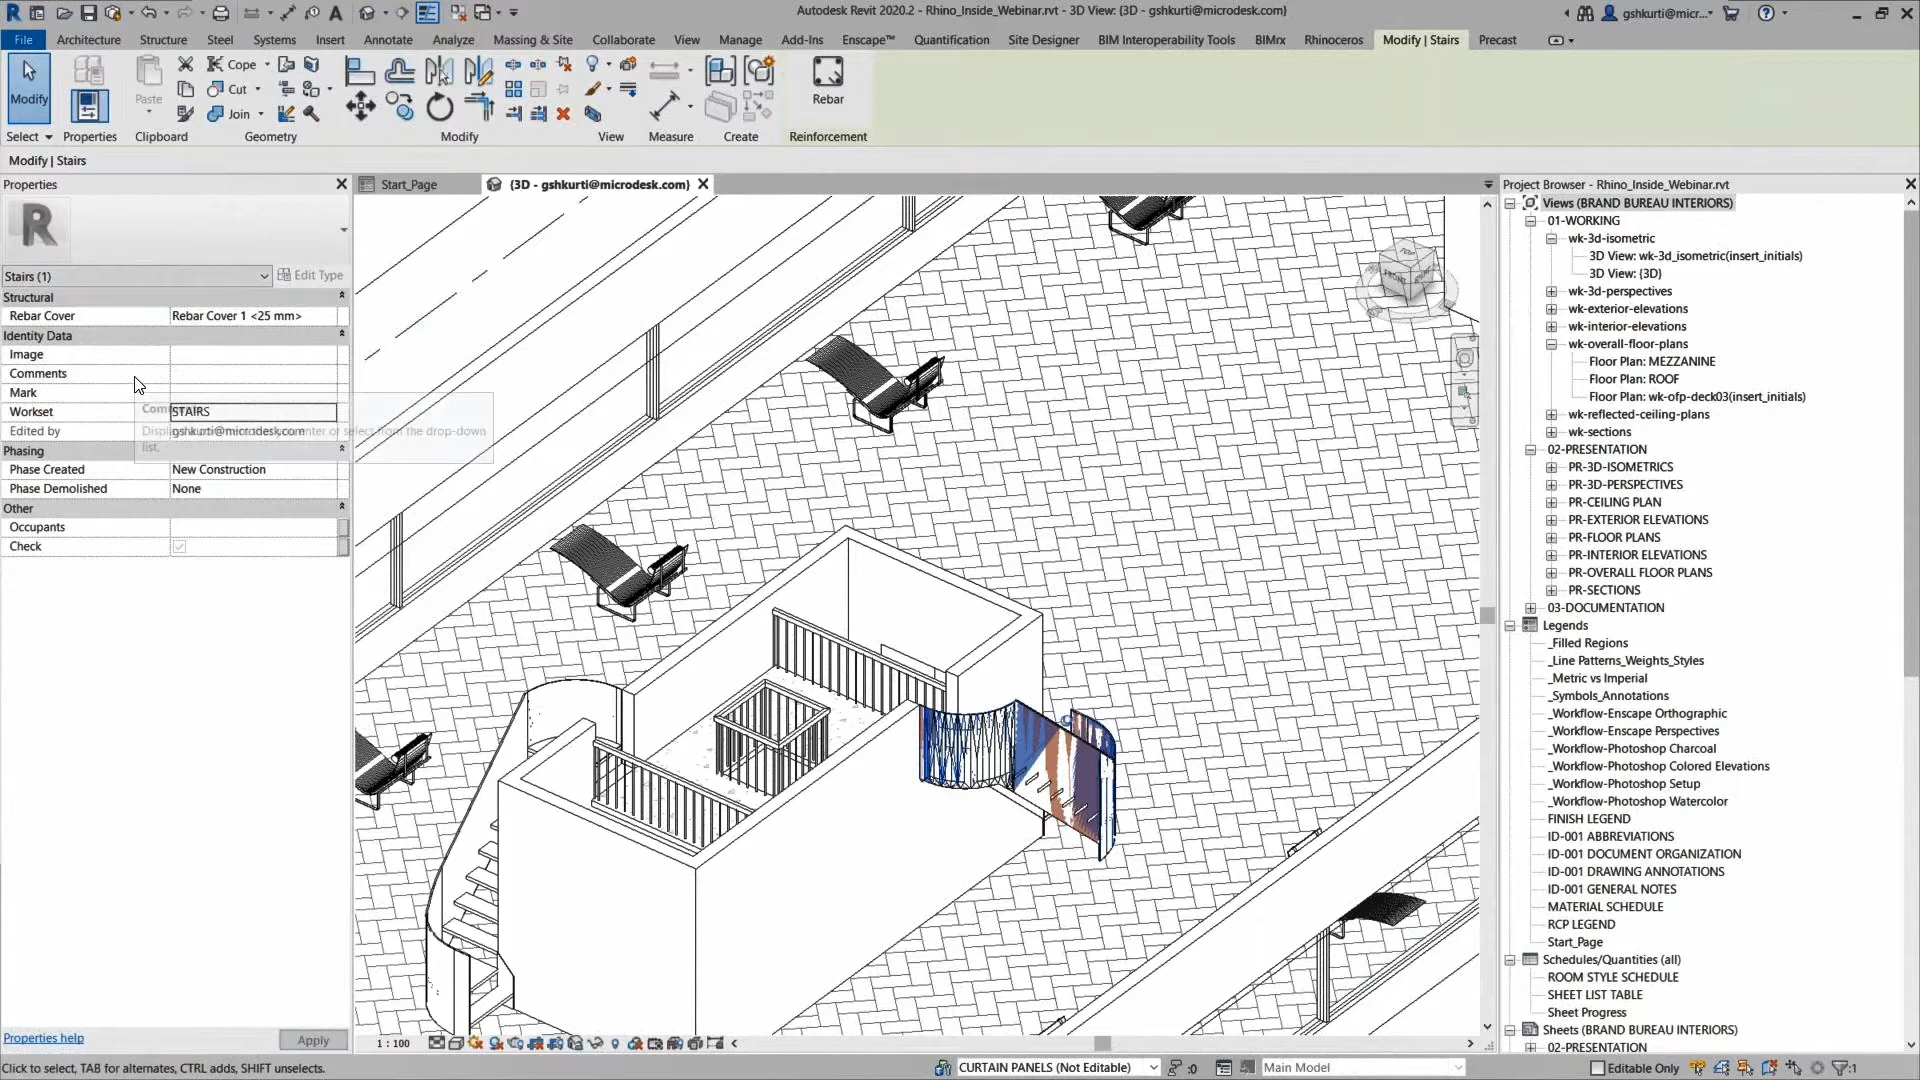 Autodesk Revit 2020.2 - Rhino_Inside_Webinar.rvt - 3D View: {3D - gshkurti@microdesk.com}
gshkurti@micr...
File Architecture Structure Steel Systems Insert Annotate Analyze Massing & Site Collaborate View Manage Add-Ins Enscape™ Quantification Site Designer BIM Interoperability Tools BIMrx Rhinoceros Modify | Stairs Precast
Modify
Paste
Cope
Cut
Join
Rebar
Select Properties Clipboard Geometry Modify View Measure Create Reinforcement
Modify | Stairs
Properties
Start_Page
{3D - gshkurti@microdesk.com}
Stairs (1)
Edit Type
Structural
Rebar Cover Rebar Cover 1 <25 mm>
Identity Data
Image
Comments
Mark
Workset STAIRS
Edited by gshkurti@microdesk.com
enter or select from the drop-down
list.
Phasing
Phase Created New Construction
Phase Demolished None
Other
Occupants
Check
Properties help
Apply
FRONT
1 : 100
Project Browser - Rhino_Inside_Webinar.rvt
Views (BRAND BUREAU INTERIORS)
01-WORKING
wk-3d-isometric
3D View: wk-3d_isometric(insert_initials)
3D View: {3D}
wk-3d-perspectives
wk-exterior-elevations
wk-interior-elevations
wk-overall-floor-plans
Floor Plan: MEZZANINE
Floor Plan: ROOF
Floor Plan: wk-ofp-deck03(insert_initials)
wk-reflected-ceiling-plans
wk-sections
02-PRESENTATION
PR-3D-ISOMETRICS
PR-3D-PERSPECTIVES
PR-CEILING PLAN
PR-EXTERIOR ELEVATIONS
PR-FLOOR PLANS
PR-INTERIOR ELEVATIONS
PR-OVERALL FLOOR PLANS
PR-SECTIONS
03-DOCUMENTATION
Legends
_Filled Regions
_Line Patterns_Weights_Styles
_Metric vs Imperial
_Symbols_Annotations
_Workflow-Enscape Orthographic
_Workflow-Enscape Perspectives
_Workflow-Photoshop Charcoal
_Workflow-Photoshop Colored Elevations
_Workflow-Photoshop Setup
_Workflow-Photoshop Watercolor
FINISH LEGEND
ID-001 ABBREVIATIONS
ID-001 DOCUMENT ORGANIZATION
ID-001 DRAWING ANNOTATIONS
ID-001 GENERAL NOTES
MATERIAL SCHEDULE
RCP LEGEND
Start_Page
Schedules/Quantities (all)
ROOM STYLE SCHEDULE
SHEET LIST TABLE
Sheet Progress
Sheets (BRAND BUREAU INTERIORS)
02-PRESENTATION
Click to select, TAB for alternates, CTRL adds, SHIFT unselects.
CURTAIN PANELS (Not Editable)
:0
Main Model
Editable Only
:1